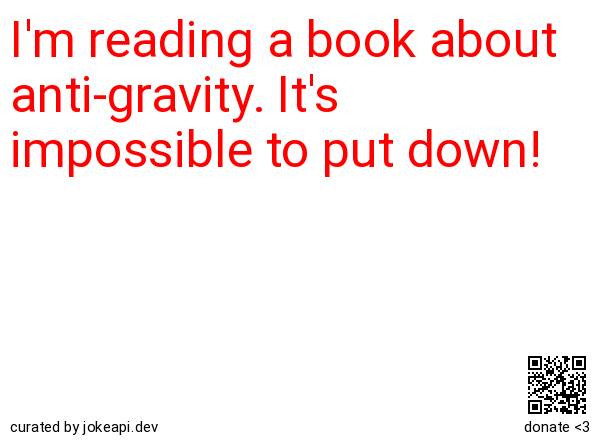 I'm reading a book about
anti-gravity. It's
impossible to put down!
curated by jokeapi.dev
donate <3